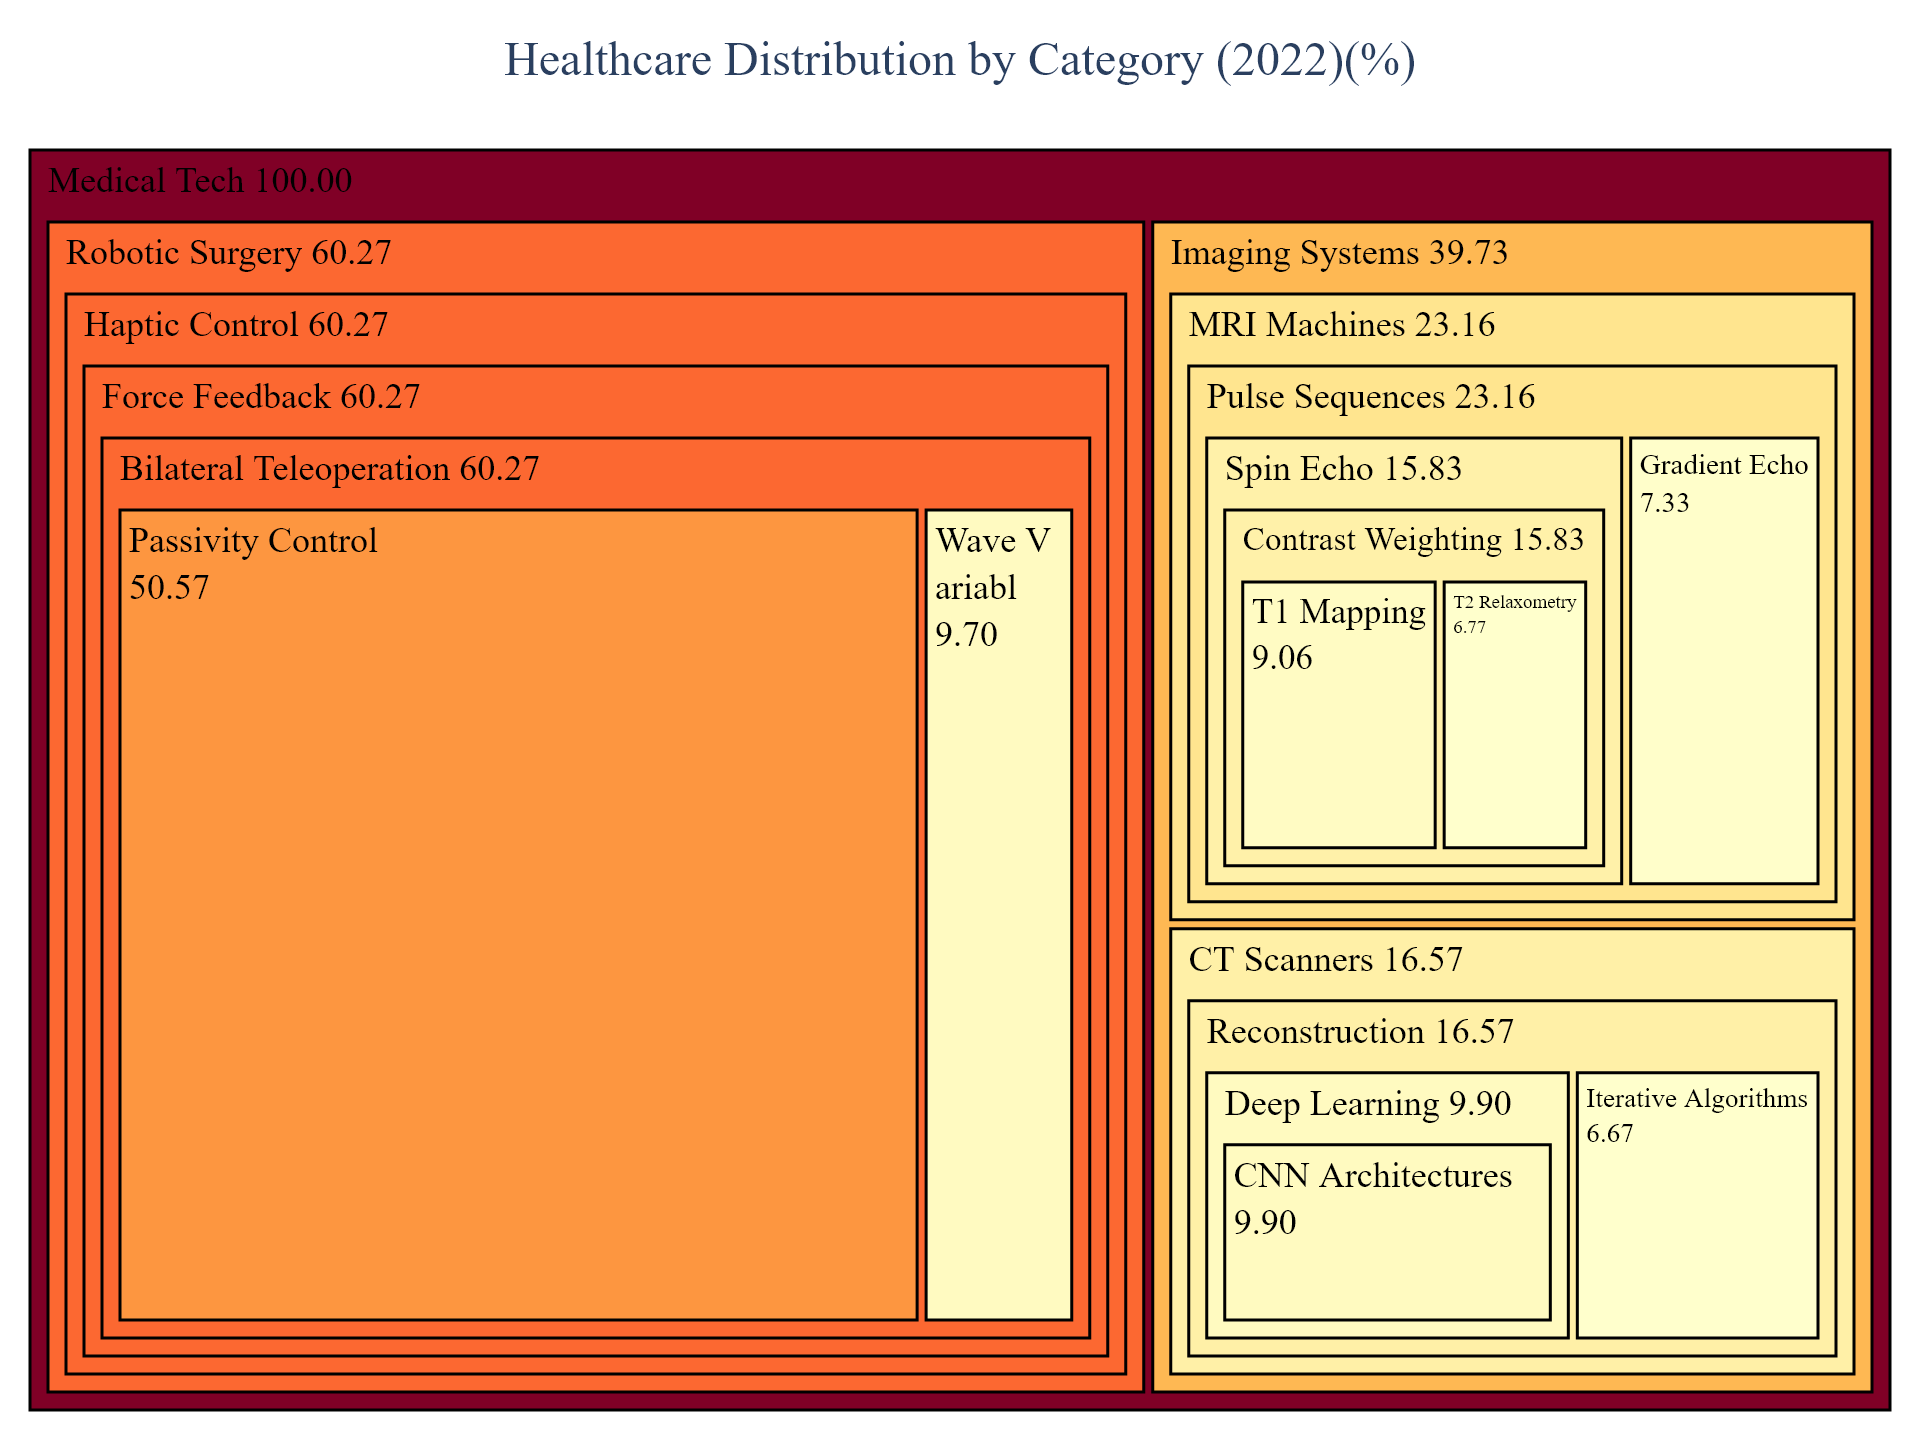 Healthcare Distribution by Category (2022)(%)
Medical Tech 100.00
Robotic Surgery 60.27
Haptic Control 60.27
Force Feedback 60.27
Bilateral Teleoperation 60.27
Passivity Control
50.57
Wave V
ariabl
9.70
Imaging Systems 39.73
MRI Machines 23.16
Pulse Sequences 23.16
Spin Echo 15.83
Contrast Weighting 15.83
T1 Mapping
9.06
T2 Relaxometry
6.77
Gradient Echo
7.33
CT Scanners 16.57
Reconstruction 16.57
Deep Learning 9.90
CNN Architectures
9.90
Iterative Algorithms
6.67